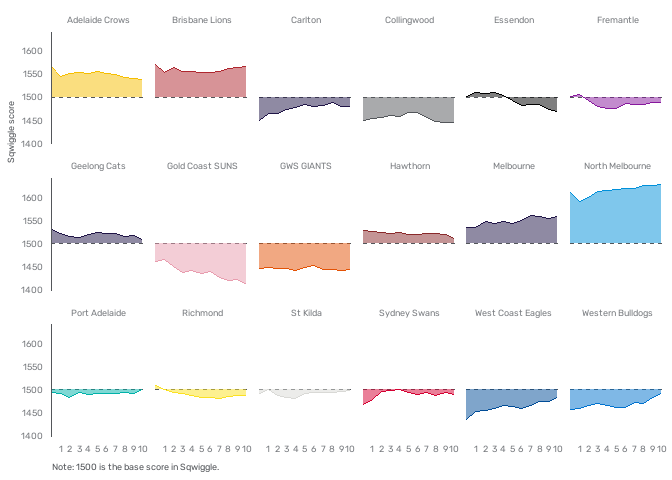 Adelaide Crows Brisbane Lions Carlton Collingwood Essendon Fremantle
1600
1550
1500
1450
1400
Sqwiggle score
Geelong Cats Gold Coast SUNS GWS GIANTS Hawthorn Melbourne North Melbourne
1600
1550
1500
1450
1400
Port Adelaide Richmond St Kilda Sydney Swans West Coast Eagles Western Bulldogs
1600
1550
1500
1450
1400
1 2 3 4 5 6 7 8 9 10 1 2 3 4 5 6 7 8 9 10 1 2 3 4 5 6 7 8 9 10 1 2 3 4 5 6 7 8 9 10 1 2 3 4 5 6 7 8 9 10 1 2 3 4 5 6 7 8 9 10
Note: 1500 is the base score in Sqwiggle.